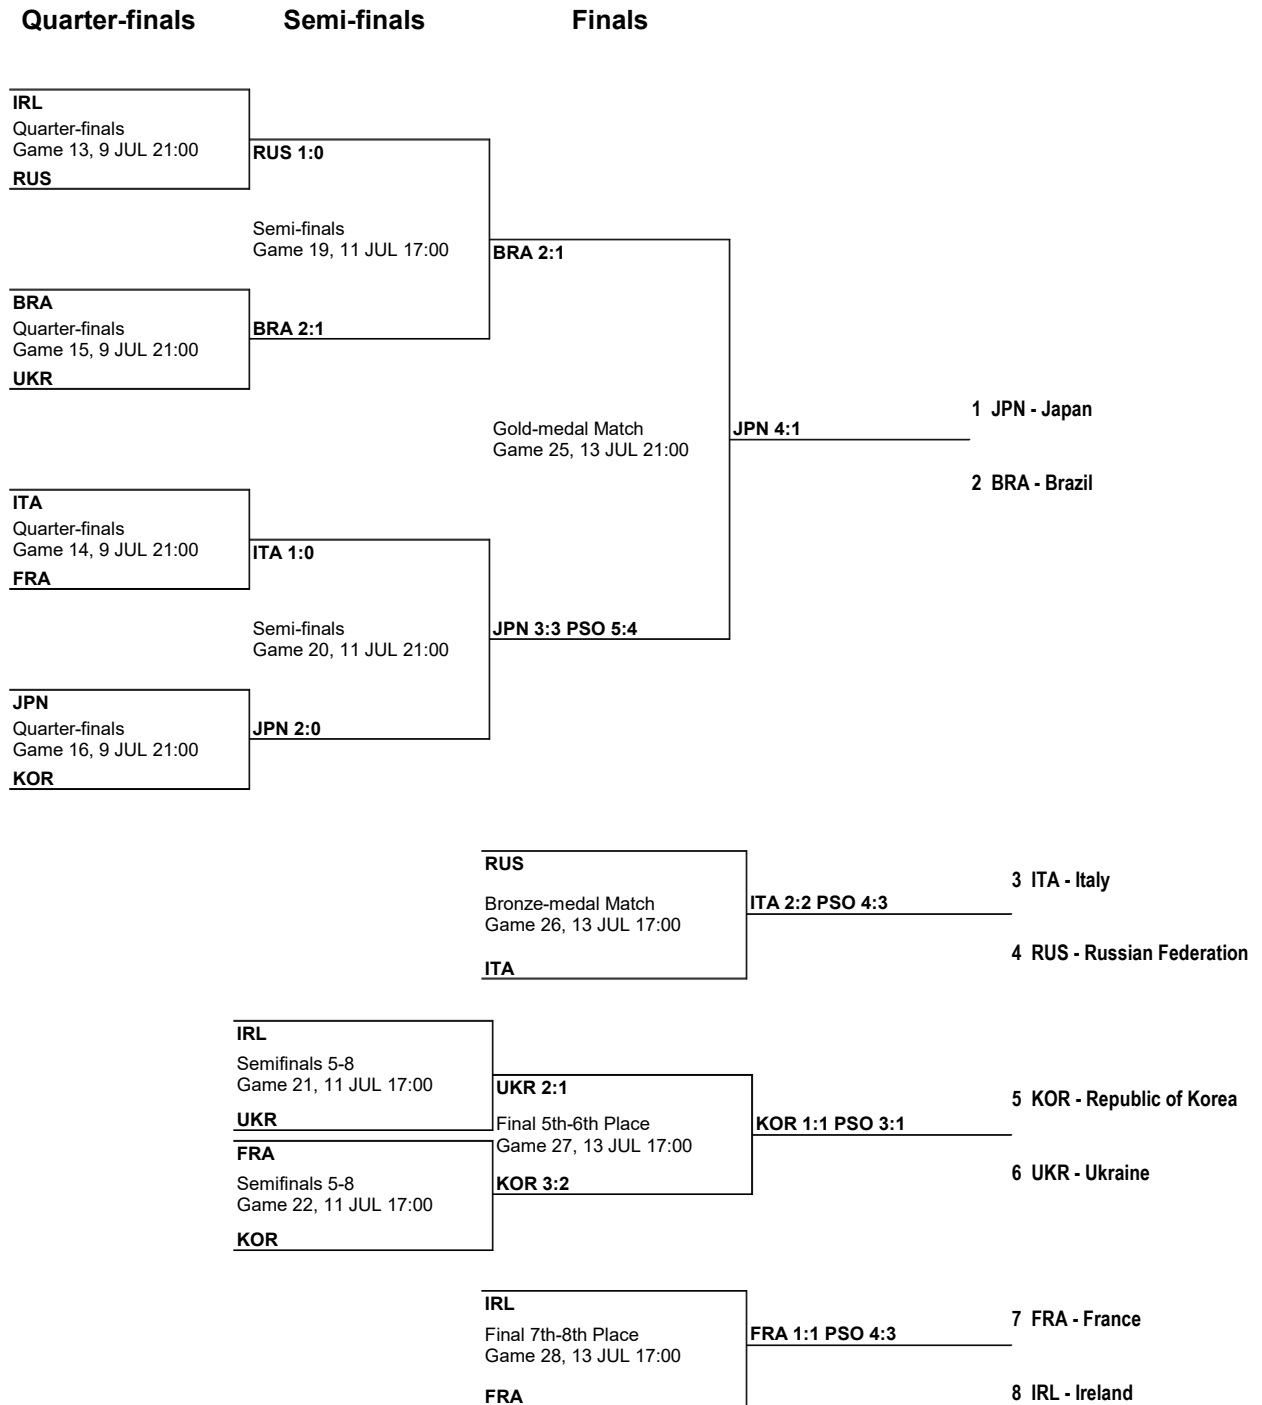 Quarter-finals Semi-finals Finals
IRL
Quarter-finals
Game 13, 9 JUL 21:00
RUS
RUS 1:0
Semi-finals
Game 19, 11 JUL 17:00
BRA 2:1
BRA
Quarter-finals
Game 15, 9 JUL 21:00
UKR
BRA 2:1
Gold-medal Match
Game 25, 13 JUL 21:00
JPN 4:1
1 JPN - Japan
2 BRA - Brazil
ITA
Quarter-finals
Game 14, 9 JUL 21:00
FRA
ITA 1:0
Semi-finals
Game 20, 11 JUL 21:00
JPN 3:3 PSO 5:4
JPN
Quarter-finals
Game 16, 9 JUL 21:00
KOR
JPN 2:0
RUS
Bronze-medal Match
Game 26, 13 JUL 17:00
ITA
ITA 2:2 PSO 4:3
3 ITA - Italy
4 RUS - Russian Federation
IRL
Semifinals 5-8
Game 21, 11 JUL 17:00
UKR
UKR 2:1
Final 5th-6th Place
Game 27, 13 JUL 17:00
FRA
Semifinals 5-8
Game 22, 11 JUL 17:00
KOR
KOR 3:2
KOR 1:1 PSO 3:1
5 KOR - Republic of Korea
6 UKR - Ukraine
IRL
Final 7th-8th Place
Game 28, 13 JUL 17:00
FRA
FRA 1:1 PSO 4:3
7 FRA - France
8 IRL - Ireland